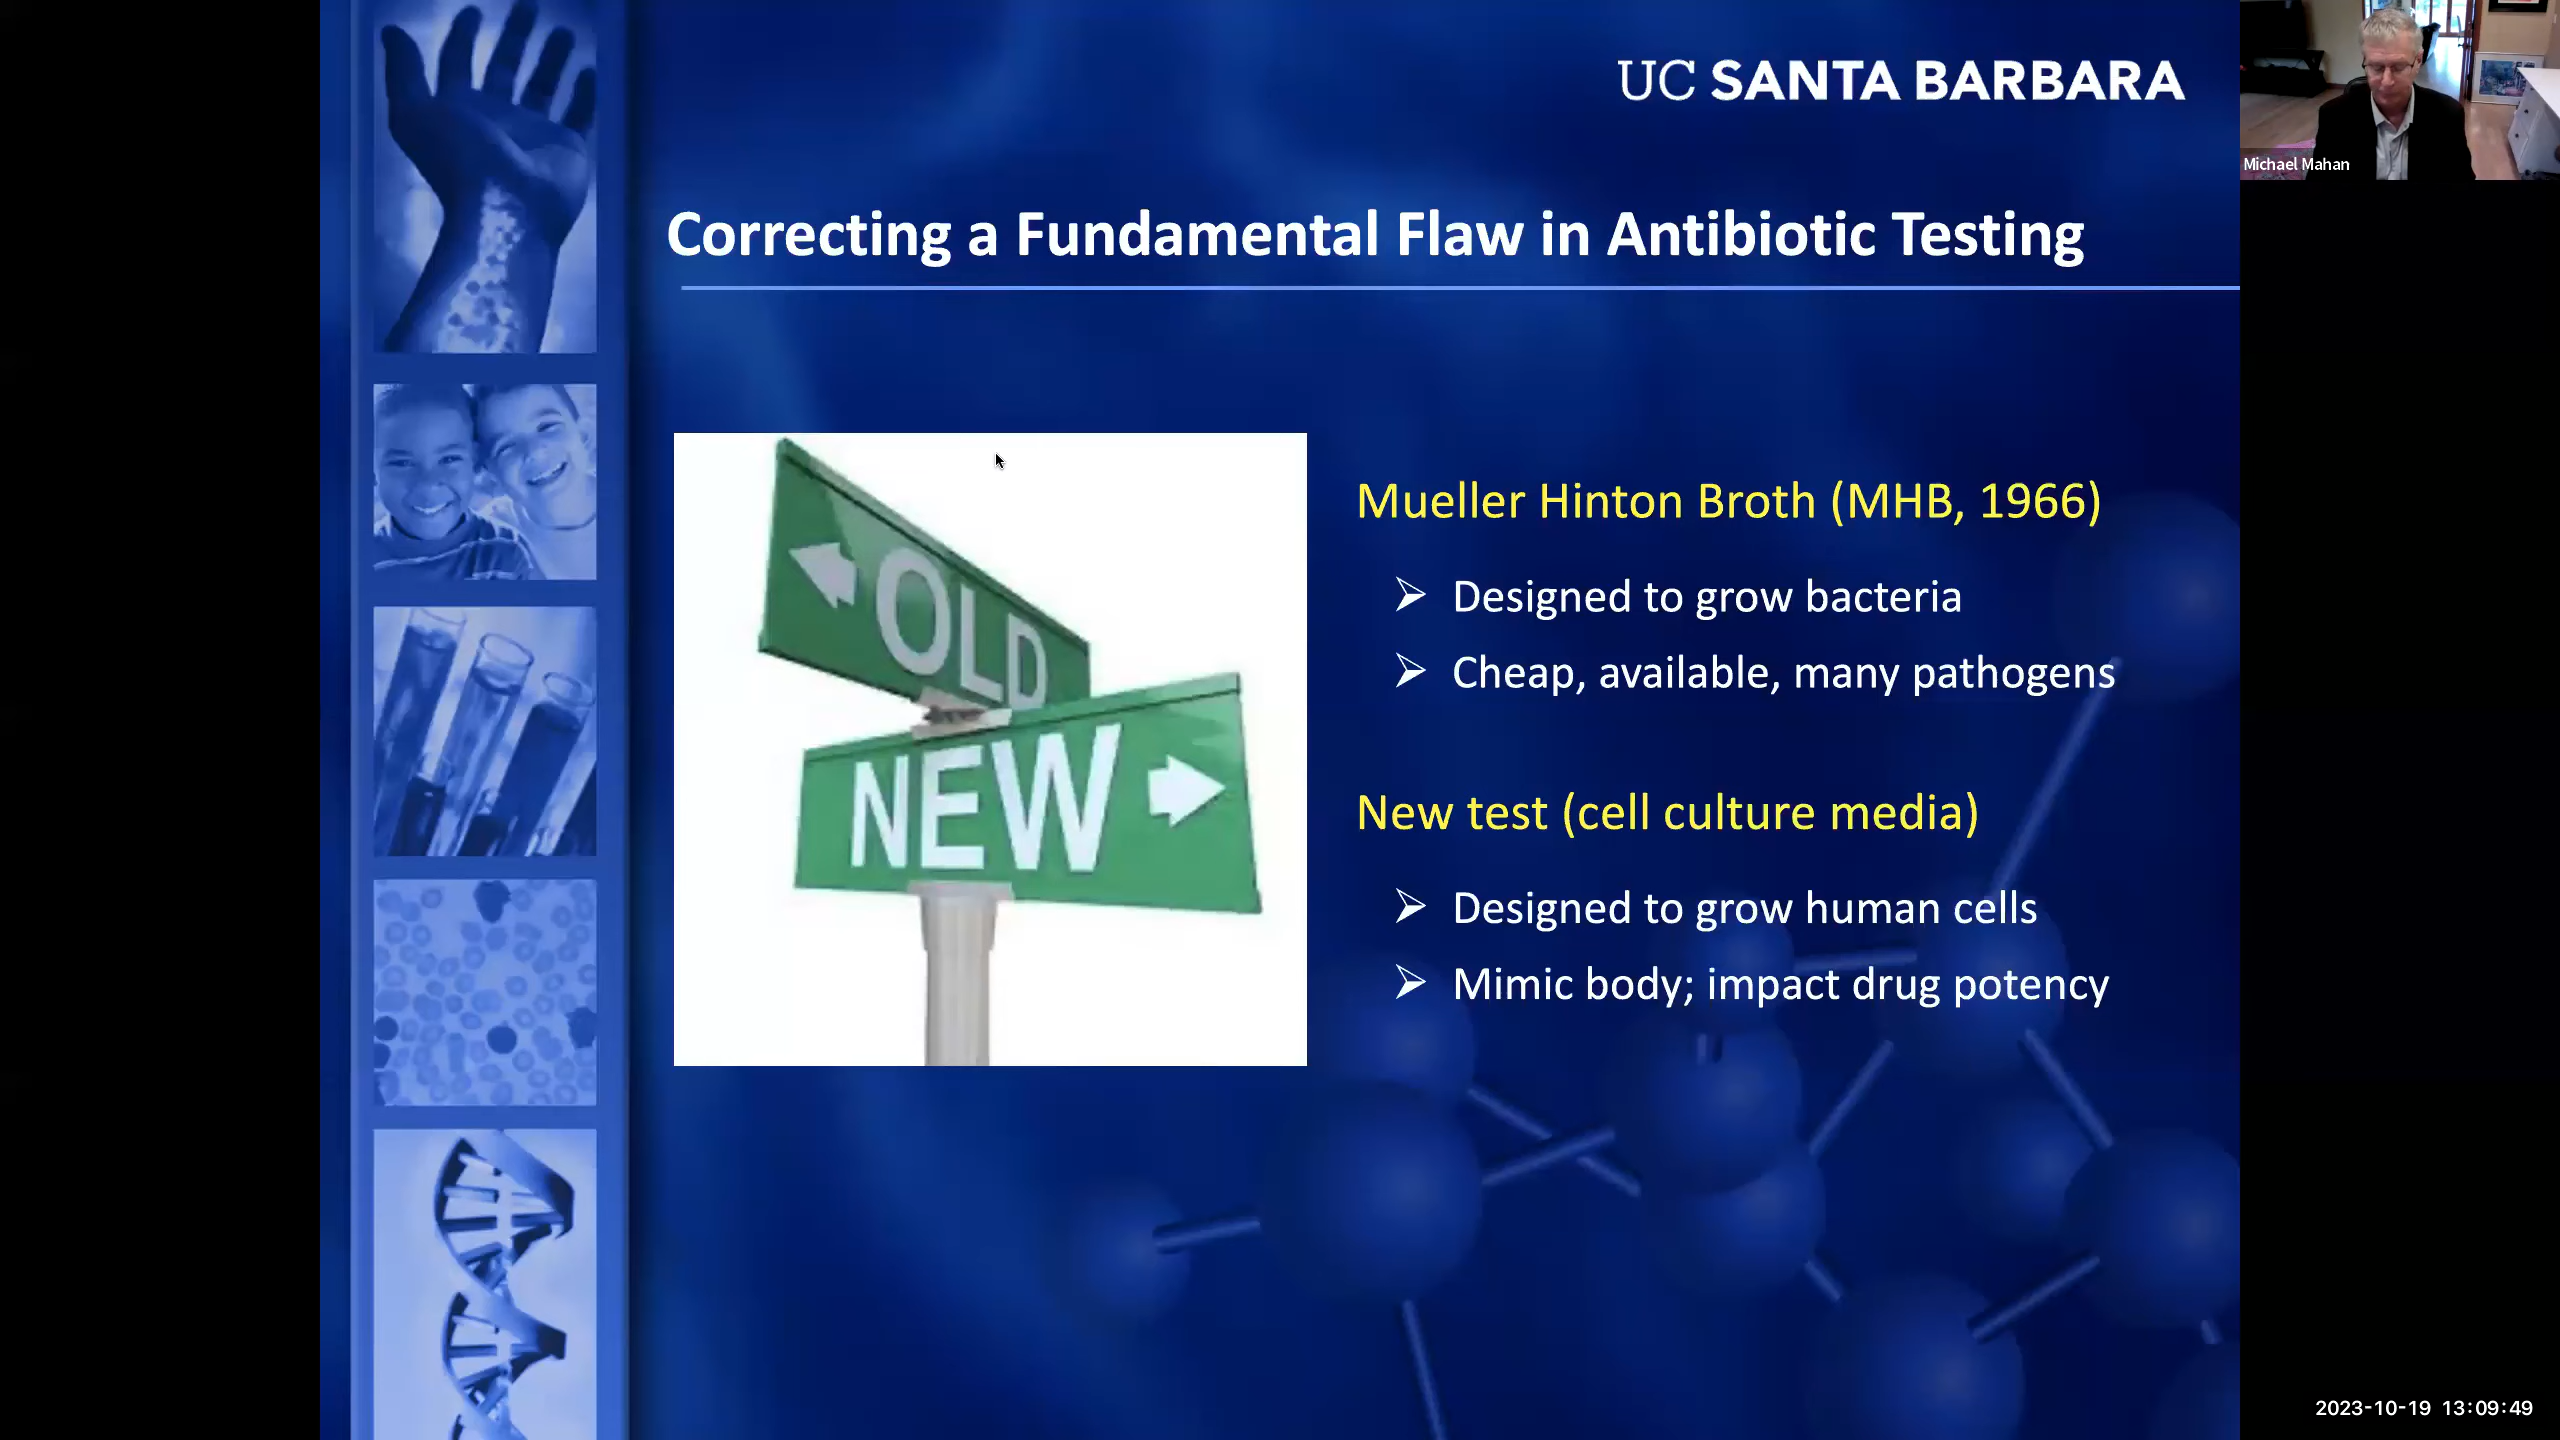 UC SANTA BARBARA
Michael Mahan
Correcting a Fundamental Flaw in Antibiotic Testing
OLD
NEW
Mueller Hinton Broth (MHB, 1966)
➢ Designed to grow bacteria
➢ Cheap, available, many pathogens
New test (cell culture media)
➢ Designed to grow human cells
➢ Mimic body; impact drug potency
2023-10-19 13:09:49